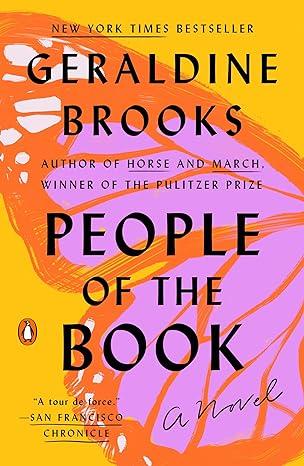 NEW YORK TIMES BESTSELLER
GERALDINE
BROOKS
AUTHOR OF HORSE AND MARCH,
WINNER OF THE PULITZER PRIZE
PEOPLE
OF THE
BOOK
a Novel
"A tour de force."
—SAN FRANCISCO
CHRONICLE